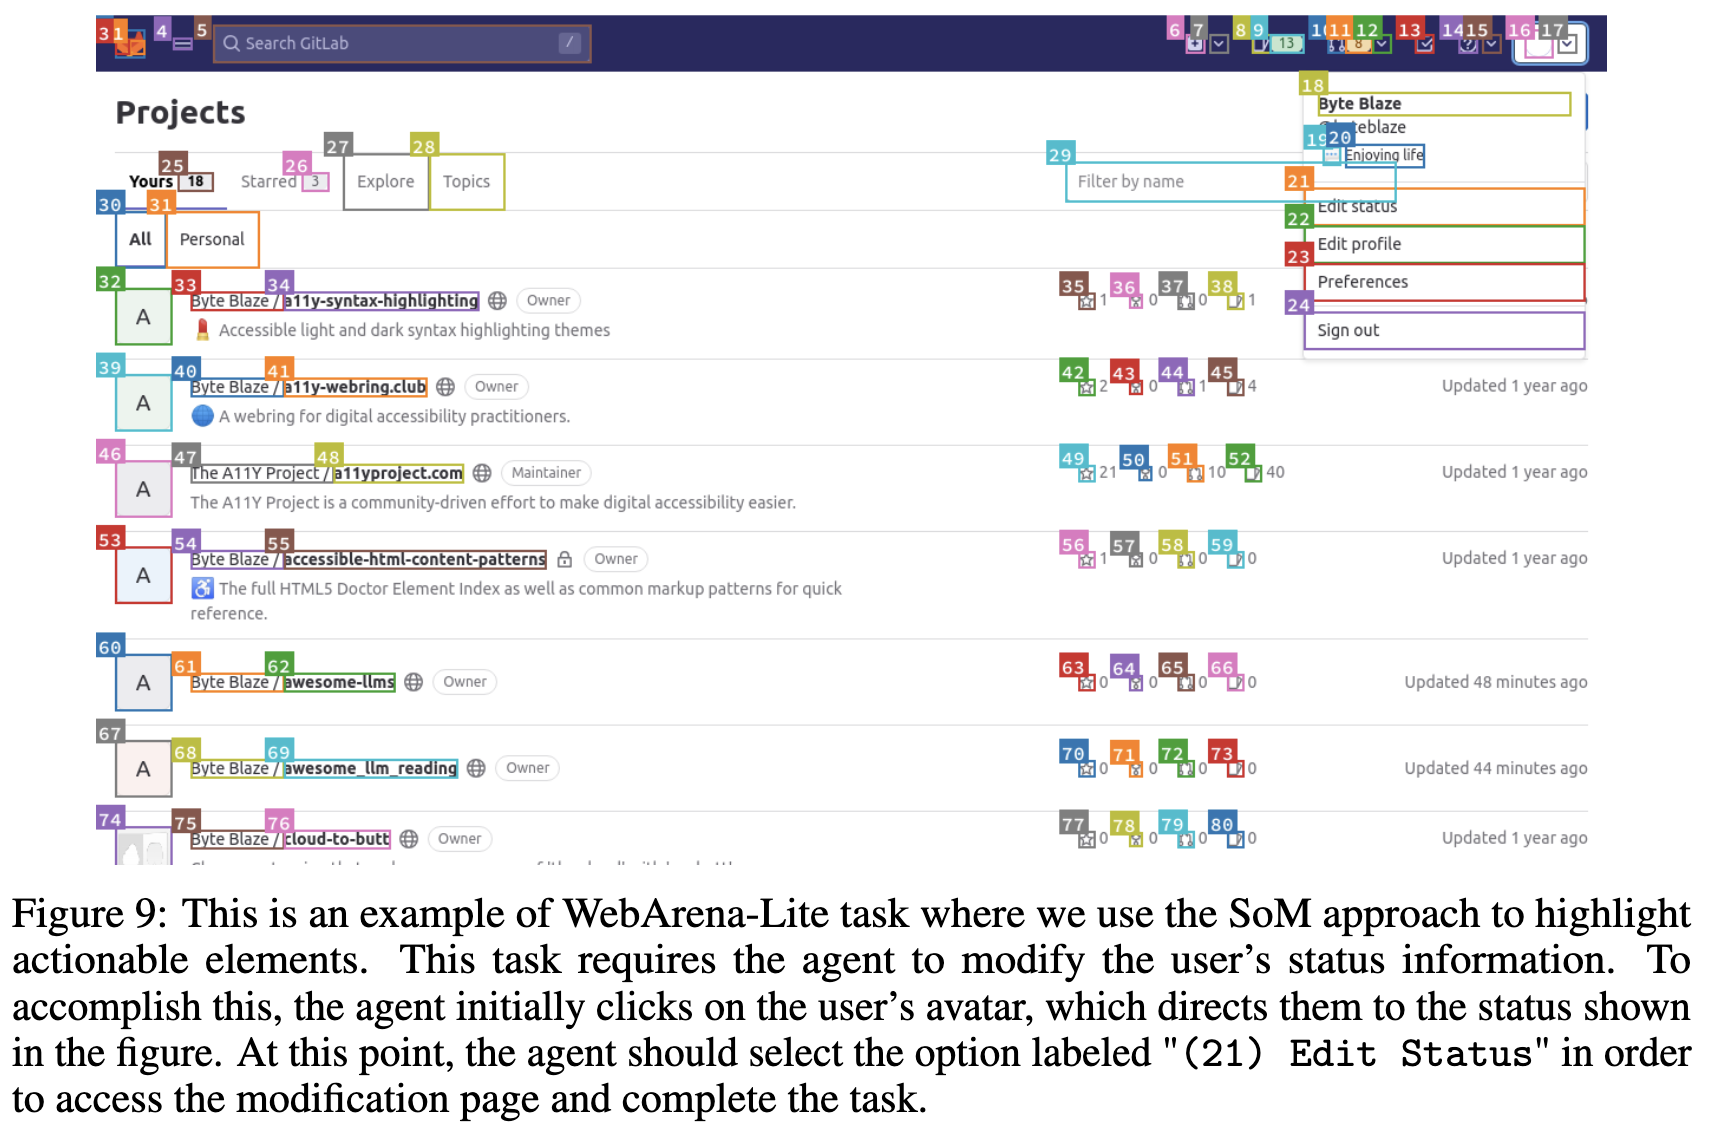 31 4 5 Search GitLab / 6 7 8 9 13 10 11 8 12 13 14 15 16 17
Projects
18
Byte Blaze
19 20 teblaze
Enjoying life
25 26 27 28 29
Yours 18 Starred 3 Explore Topics Filter by name
21
Edit status
22
Edit profile
23
Preferences
24
Sign out
30 31
All Personal
32 33 34 35 36 37 38
A Byte Blaze / a11y-syntax-highlighting Owner 1 0 0 1
Accessible light and dark syntax highlighting themes
39 40 41 42 43 44 45
A Byte Blaze / a11y-webring.club Owner 2 0 1 4 Updated 1 year ago
A webring for digital accessibility practitioners.
46 47 48 49 50 51 52
A The A11Y Project / a11yproject.com Maintainer 21 0 10 40 Updated 1 year ago
The A11Y Project is a community-driven effort to make digital accessibility easier.
53 54 55 56 57 58 59
A Byte Blaze / accessible-html-content-patterns Owner 1 0 0 0 Updated 1 year ago
The full HTML5 Doctor Element Index as well as common markup patterns for quick
reference.
60 61 62 63 64 65 66
A Byte Blaze / awesome-llms Owner 0 0 0 0 Updated 48 minutes ago
67 68 69 70 71 72 73
A Byte Blaze / awesome_llm_reading Owner 0 0 0 0 Updated 44 minutes ago
74 75 76 77 78 79 80
Byte Blaze / cloud-to-butt Owner 0 0 0 0 Updated 1 year ago
Figure 9: This is an example of WebArena-Lite task where we use the SoM approach to highlight
actionable elements. This task requires the agent to modify the user's status information. To
accomplish this, the agent initially clicks on the user's avatar, which directs them to the status shown
in the figure. At this point, the agent should select the option labeled "(21) Edit Status" in order
to access the modification page and complete the task.